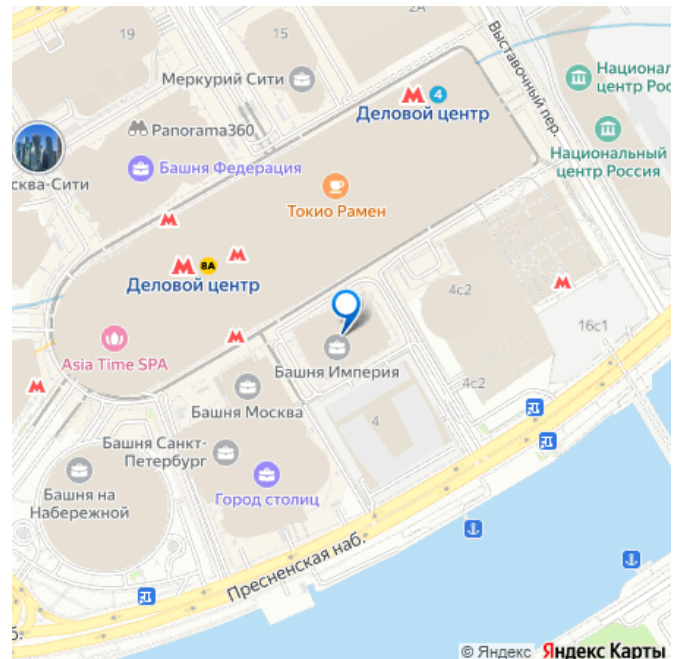 2А
19
15
Выставочный пер.
Меркурий Сити
Национал
центр Рос
4
Деловой центр
Panorama360
Национальный
центр Россия
Башня Федерация
сква-Сити
Токио Рамен
8А
Деловой центр
4с2
16с1
Asia Time SPA
Башня Империя
4с2
Башня Москва
4
Башня Санкт-
Петербург
Башня на
Набережной
Город столиц
Пресненская наб.
б.
© Яндекс Яндекс Карты